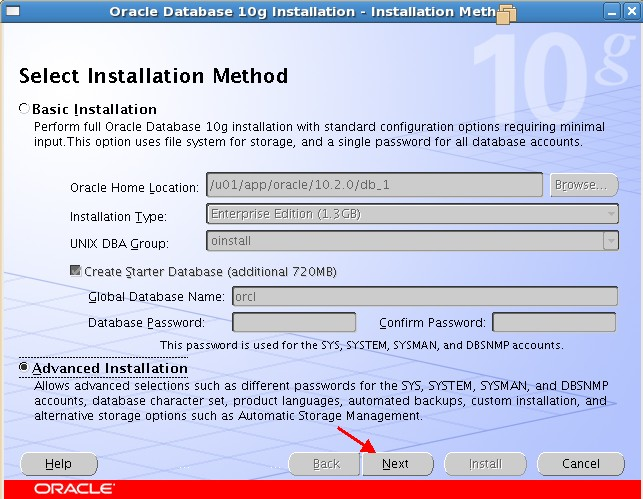 Oracle Database 10g Installation - Installation Meth
10g
Select Installation Method
Basic Installation
Perform full Oracle Database 10g installation with standard configuration options requiring minimal
input.This option uses file system for storage, and a single password for all database accounts.
Oracle Home Location: /u01/app/oracle/10.2.0/db_1 Browse...
Installation Type: Enterprise Edition (1.3GB)
UNIX DBA Group: oinstall
Create Starter Database (additional 720MB)
Global Database Name: orcl
Database Password: Confirm Password:
This password is used for the SYS, SYSTEM, SYSMAN, and DBSNMP accounts.
Advanced Installation
Allows advanced selections such as different passwords for the SYS, SYSTEM, SYSMAN, and DBSNMP
accounts, database character set, product languages, automated backups, custom installation, and
alternative storage options such as Automatic Storage Management.
Help Back Next Install Cancel
ORACLE